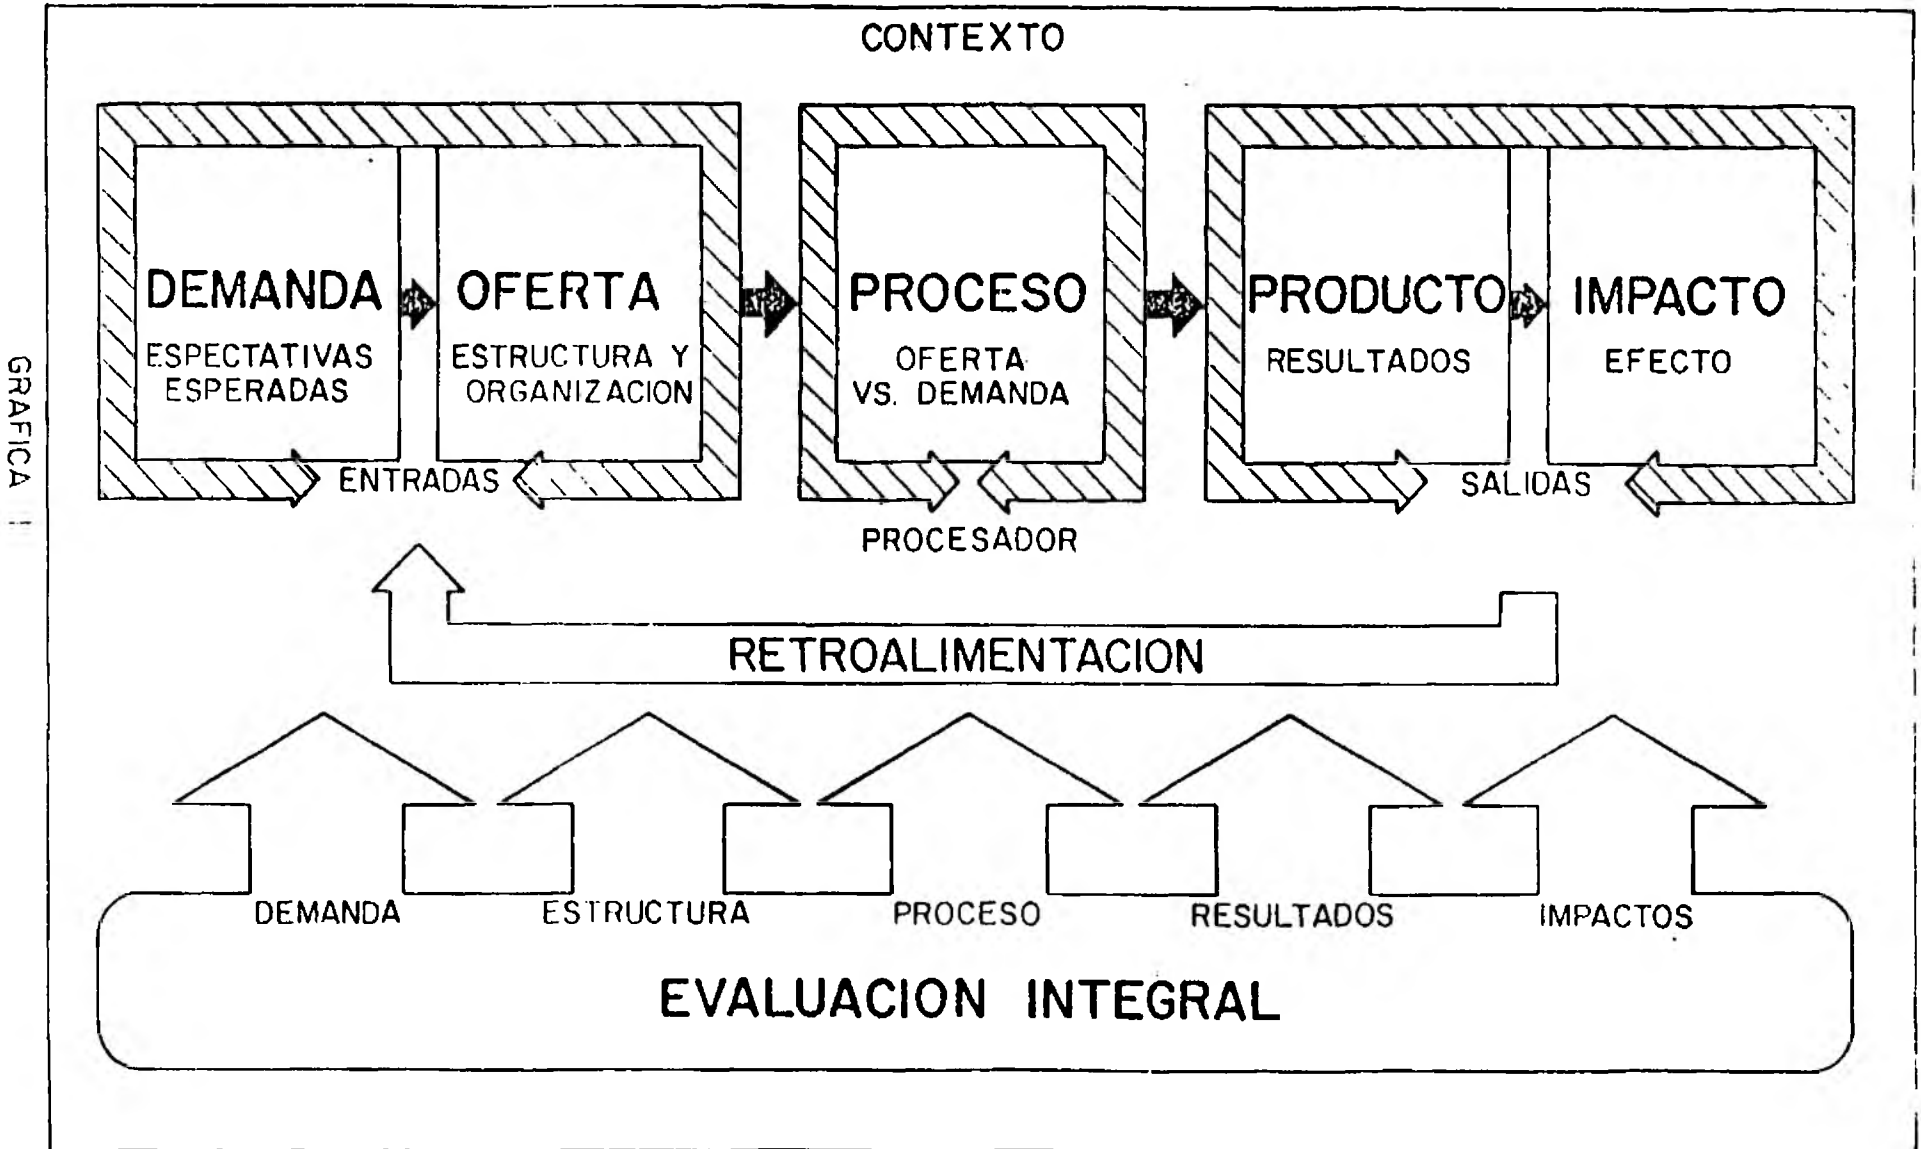 CONTEXTO
DEMANDA
ESPECTATIVAS
ESPERADAS
OFERTA
ESTRUCTURA Y
ORGANIZACION
ENTRADAS
PROCESO
OFERTA
VS. DEMANDA
PROCESADOR
PRODUCTO
RESULTADOS
IMPACTO
EFECTO
SALIDAS
RETROALIMENTACION
DEMANDA
ESTRUCTURA
PROCESO
RESULTADOS
IMPACTOS
EVALUACION INTEGRAL
GRAFICA